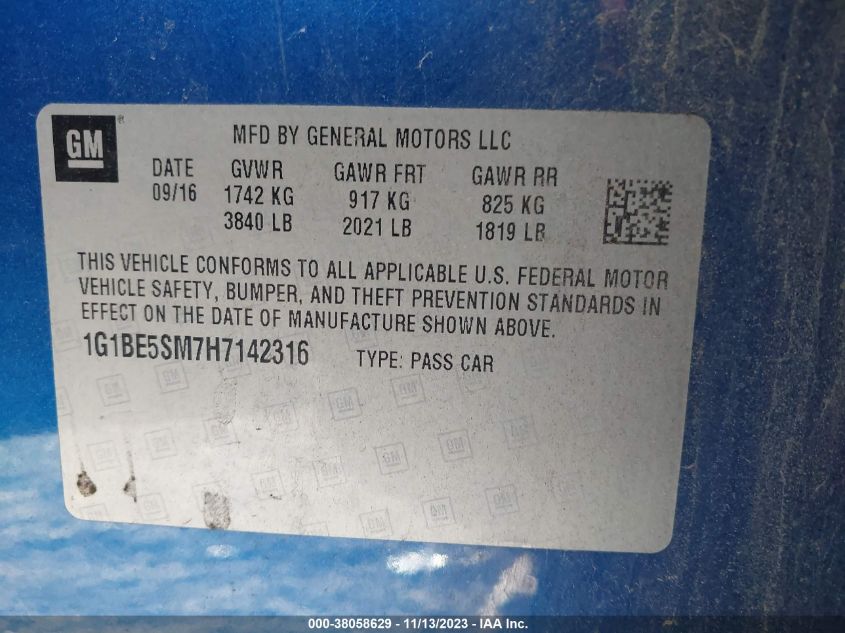 GM
MFD BY GENERAL MOTORS LLC
DATE GVWR GAWR FRT GAWR RR
09/16 1742 KG 917 KG 825 KG
3840 LB 2021 LB 1819 LB
THIS VEHICLE CONFORMS TO ALL APPLICABLE U.S. FEDERAL MOTOR
VEHICLE SAFETY, BUMPER, AND THEFT PREVENTION STANDARDS IN
EFFECT ON THE DATE OF MANUFACTURE SHOWN ABOVE.
1G1BE5SM7H7142316 TYPE: PASS CAR
000-38058629 - 11/13/2023 - IAA Inc.